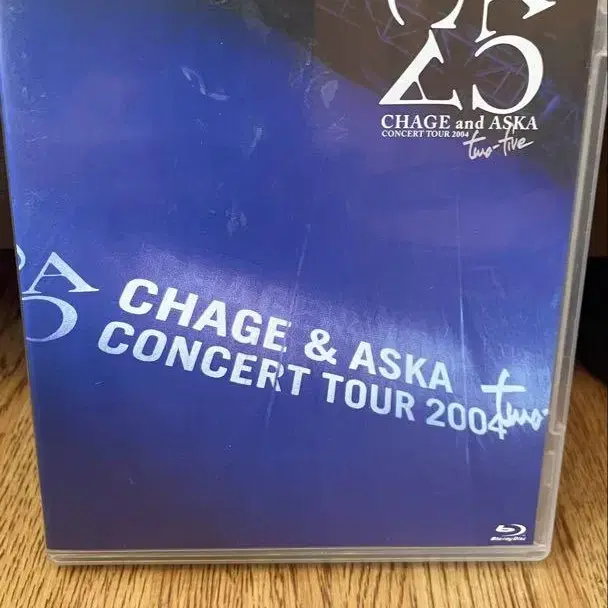 25
CHAGE and ASKA
CONCERT TOUR 2004
two-five
CHAGE & ASKA
CONCERT TOUR 2004
two-
Blu-ray Disc